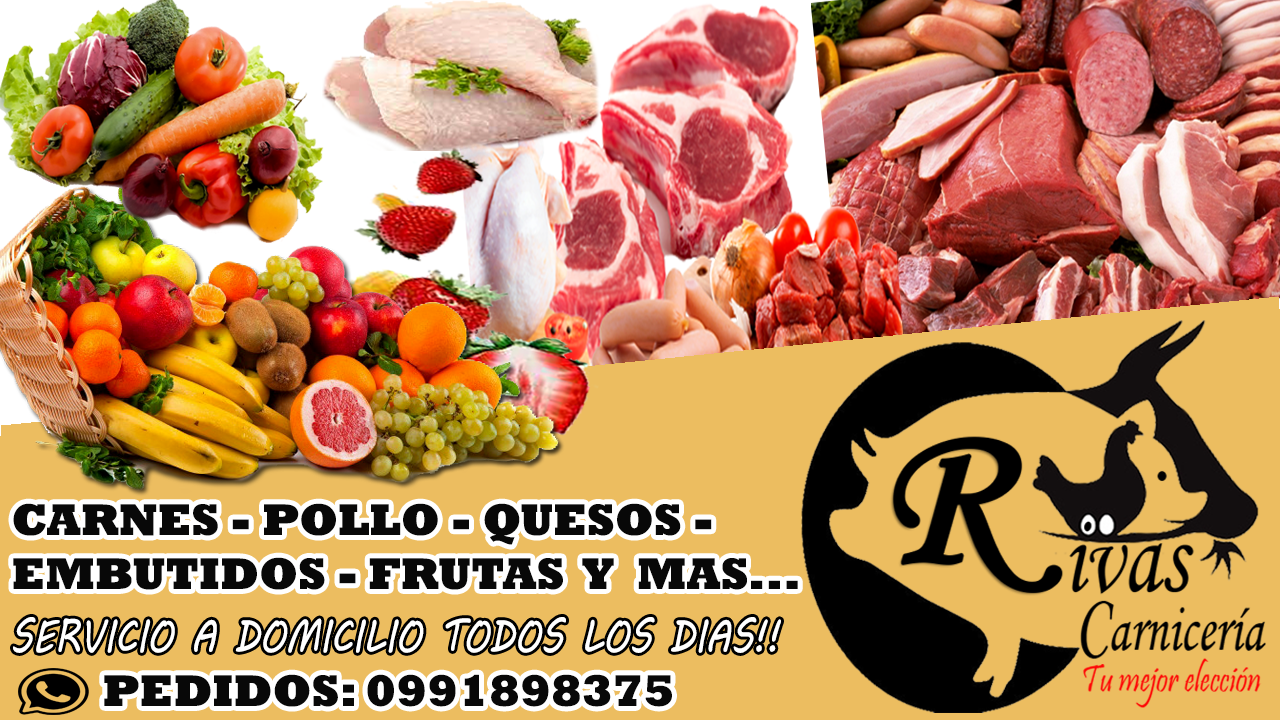 CARNES - POLLO - QUESOS -
EMBUTIDOS - FRUTAS Y MAS...
SERVICIO A DOMICILIO TODOS LOS DIAS!!
PEDIDOS: 0991898375
Rivas
Carnicería
Tu mejor elección